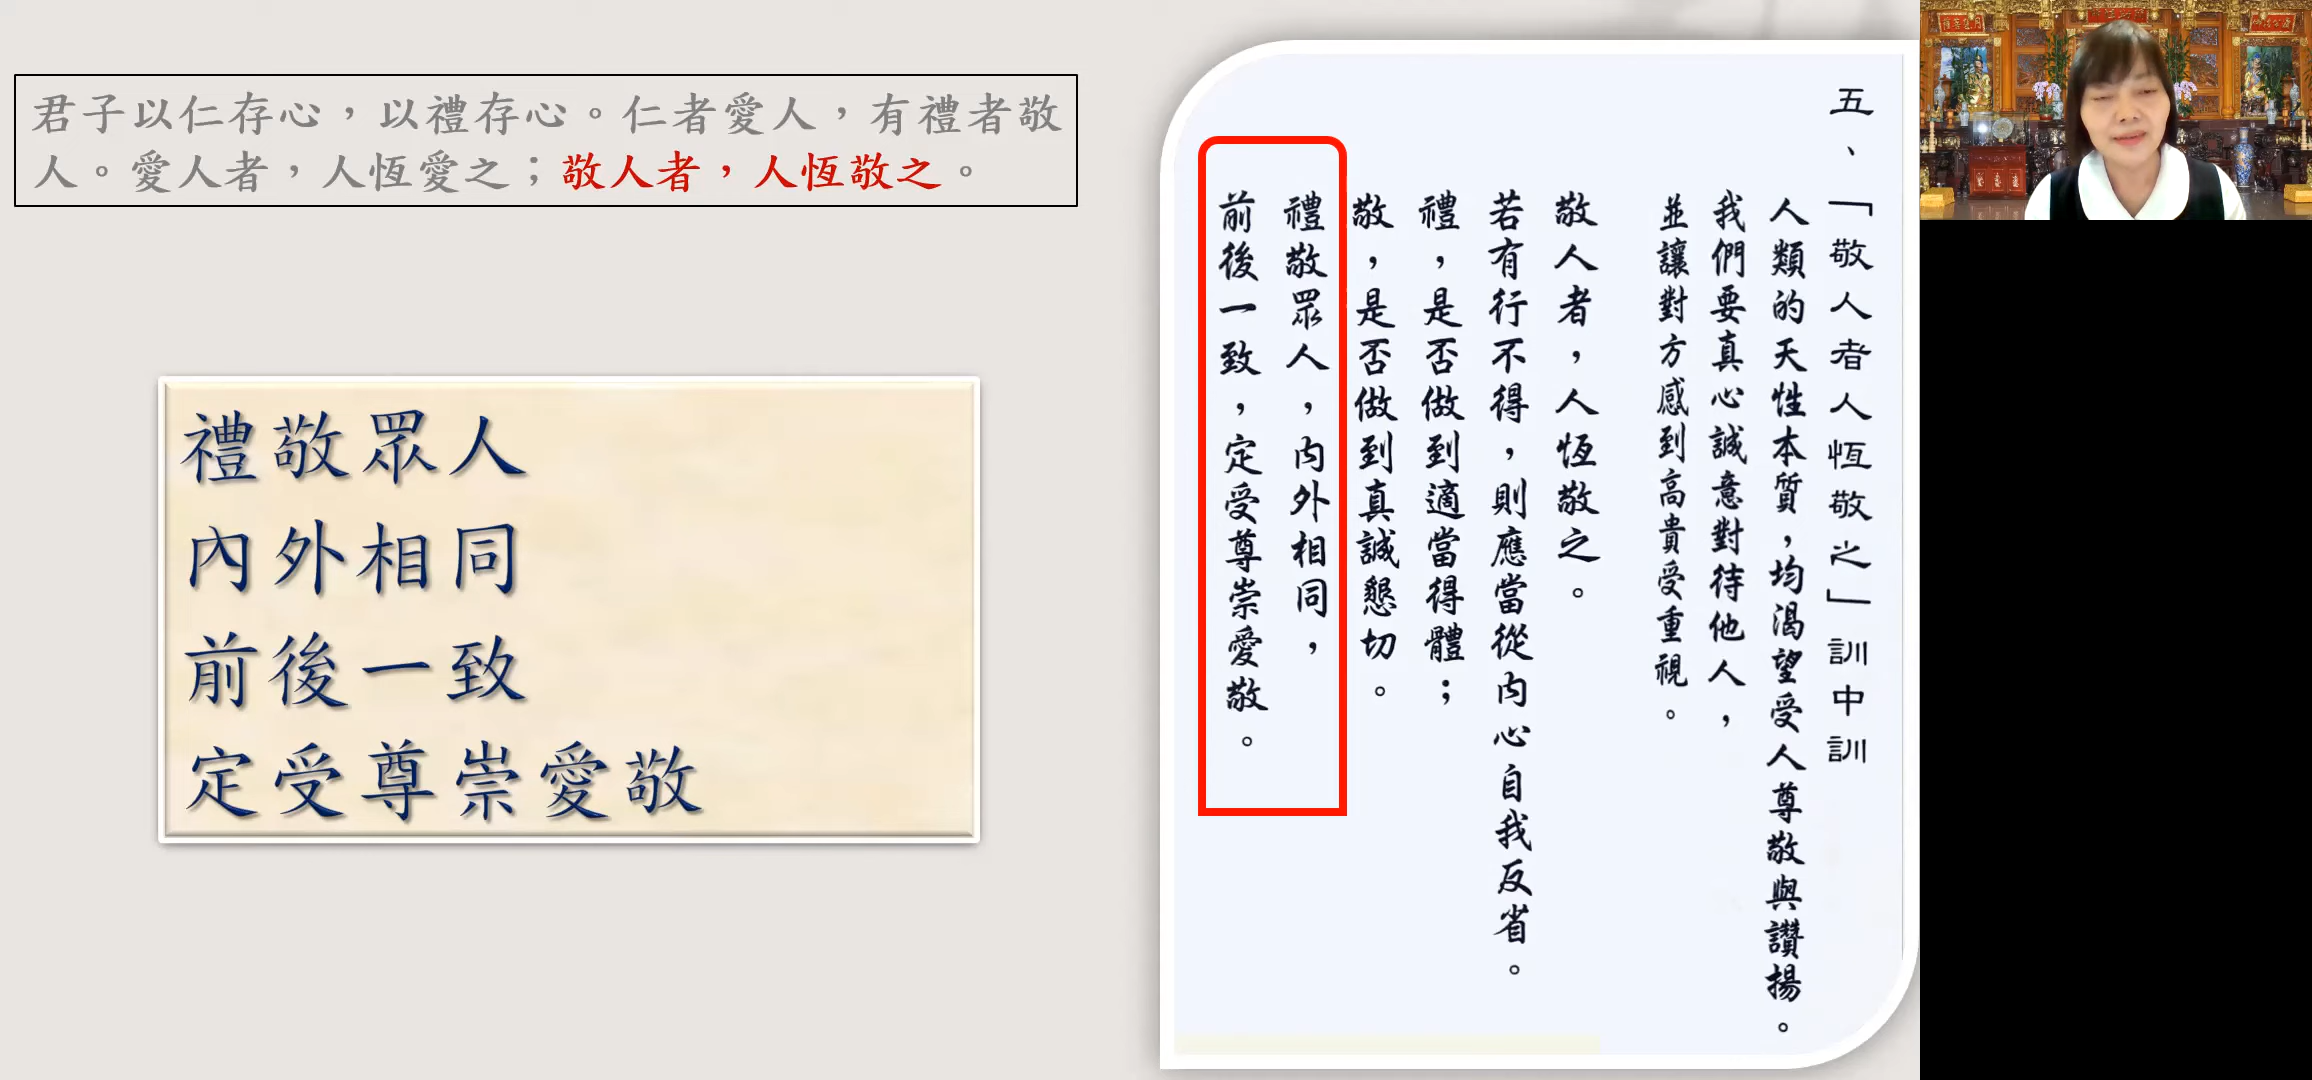 君子以仁存心，以禮存心。仁者愛人，有禮者敬
人。愛人者，人恆愛之；敬人者，人恆敬之。
禮敬眾人
內外相同
前後一致
定受尊崇愛敬
五、「敬人者人恆敬之」訓中訓
人類的天性本質，均渴望受人尊敬與讚揚。
我們要真心誠意對待他人，
並讓對方感到高貴受重視。
敬人者，人恆敬之。
若有行不得，則應當從內心自我反省。
禮，是否做到適當得體；
敬，是否做到真誠懇切。
禮敬眾人，內外相同，
前後一致，定受尊崇愛敬。